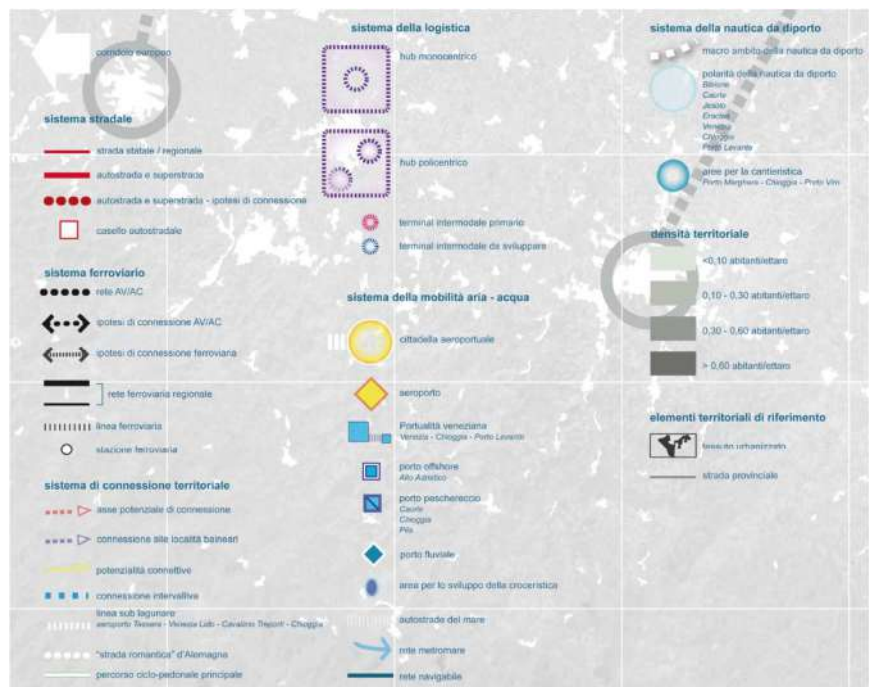 corridoio europeo
sistema stradale
strada statale / regionale
autostrada e superstrada
autostrada e superstrada - ipotesi di connessione
casello autostradale
sistema ferroviario
rete AV/AC
ipotesi di connessione AV/AC
ipotesi di connessione ferroviaria
rete ferroviaria regionale
linea ferroviaria
stazione ferroviaria
sistema di connessione territoriale
asse potenziale di connessione
connessione alle località balneari
potenzialità connettive
connessione intervalliva
linea sub lagunare
aeroporto Tessera - Venezia Lido - Cavallino Treporti - Chioggia
"strada romantica" d'Alemagna
percorso ciclo-pedonale principale
sistema della logistica
hub monocentrico
hub policentrico
terminal intermodale primario
terminal intermodale da sviluppare
sistema della mobilità aria - acqua
cittadella aeroportuale
aeroporto
Portualità veneziana
Venezia - Chioggia - Porto Levante
porto offshore
Alto Adriatico
porto peschereccio
Caorle
Chioggia
Pila
porto fluviale
area per lo sviluppo della croceristica
autostrade del mare
rete metromare
rete navigabile
sistema della nautica da diporto
macro ambito della nautica da diporto
polarità della nautica da diporto
Bibione
Caorle
Jesolo
Eraclea
Venezia
Chioggia
Porto Levante
aree per la cantieristica
Porto Marghera - Chioggia - Porto Viro
densità territoriale
<0,10 abitanti/ettaro
0,10 - 0,30 abitanti/ettaro
0,30 - 0,60 abitanti/ettaro
> 0,60 abitanti/ettaro
elementi territoriali di riferimento
tessuto urbanizzato
strada provinciale